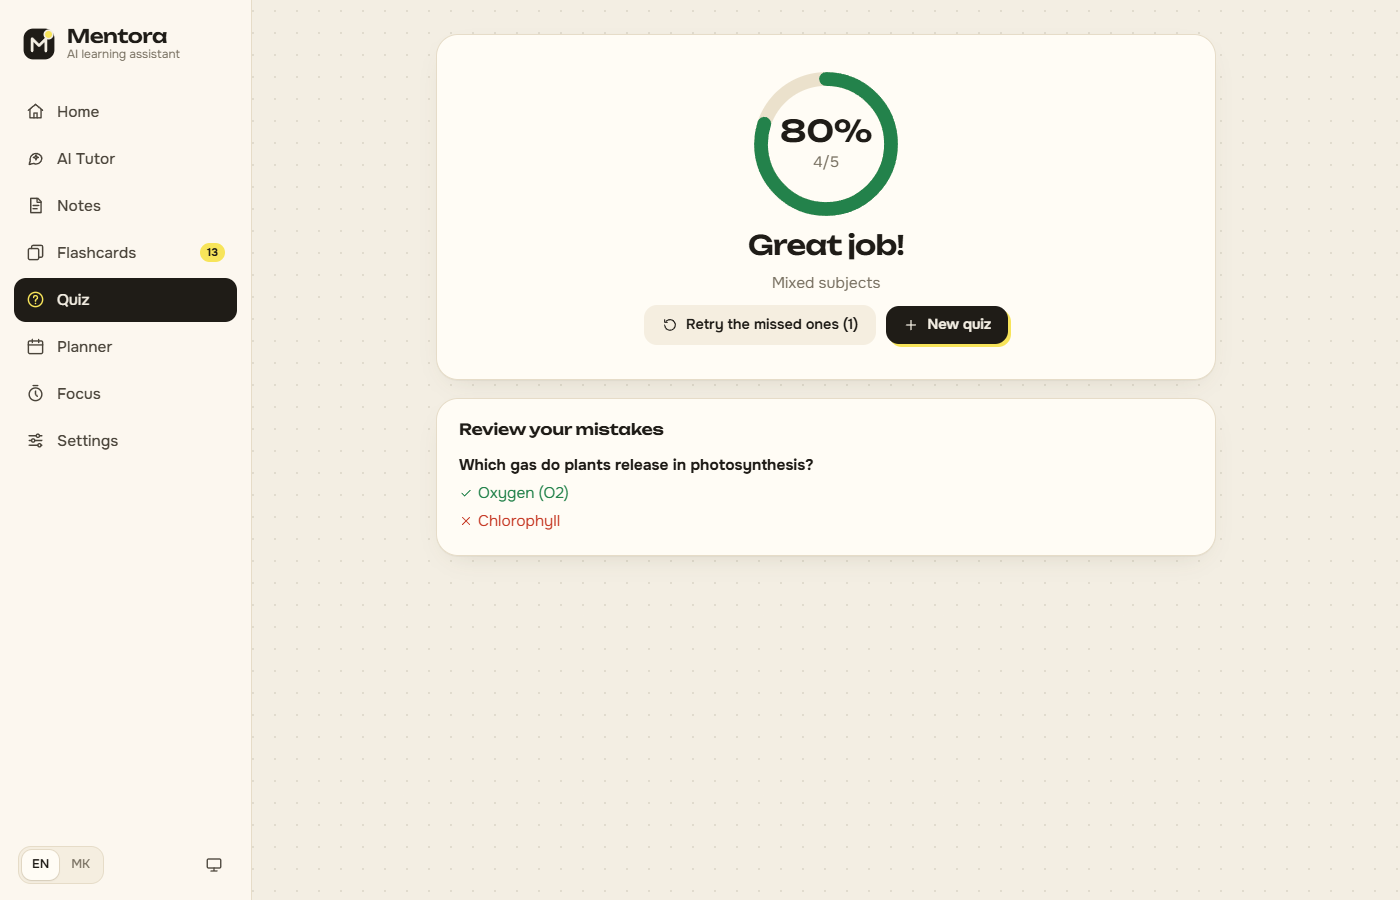 Mentora
AI learning assistant
Home
AI Tutor
Notes
Flashcards 13
Quiz
Planner
Focus
Settings
EN MK
80%
4/5
Great job!
Mixed subjects
Retry the missed ones (1) New quiz
Review your mistakes
Which gas do plants release in photosynthesis?
Oxygen (O2)
Chlorophyll